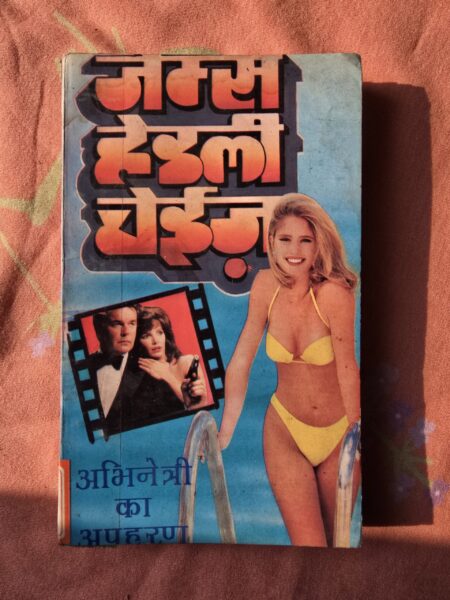 जेम्स
हेडली
चेईज़
अभिनेत्री
का
अपहरण